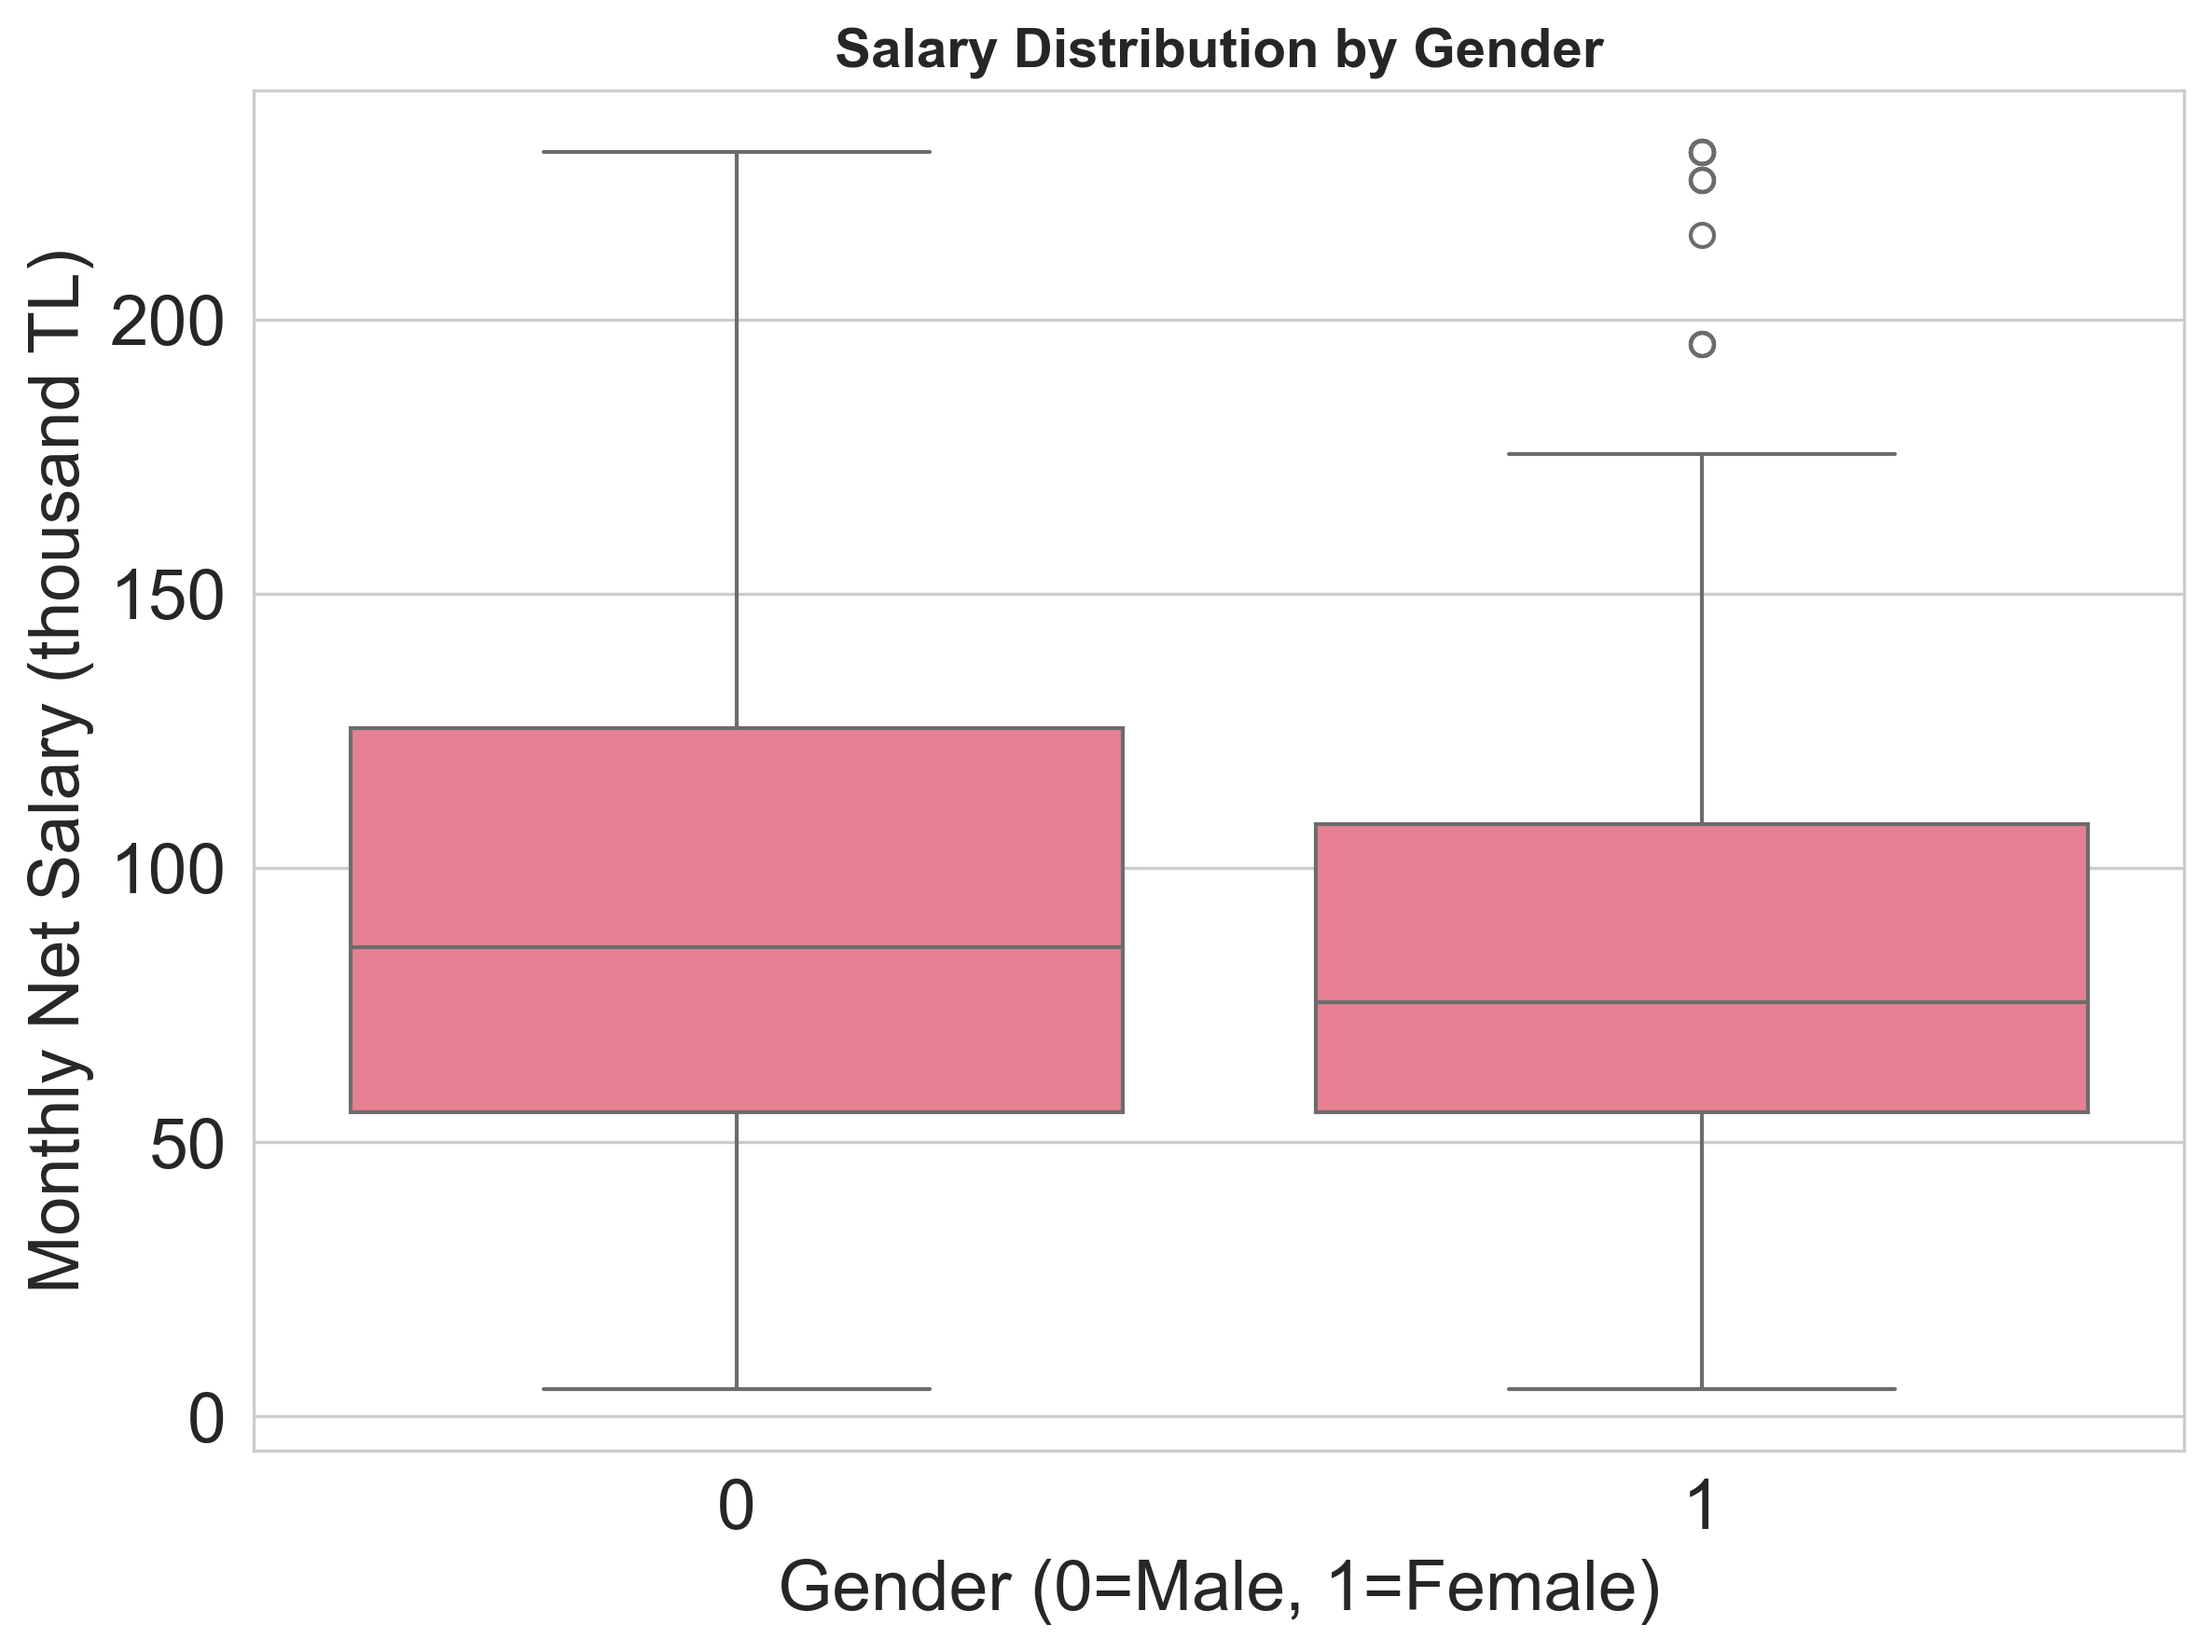 Salary Distribution by Gender
Monthly Net Salary (thousand TL)
200
150
100
50
0
0 1
Gender (0=Male, 1=Female)